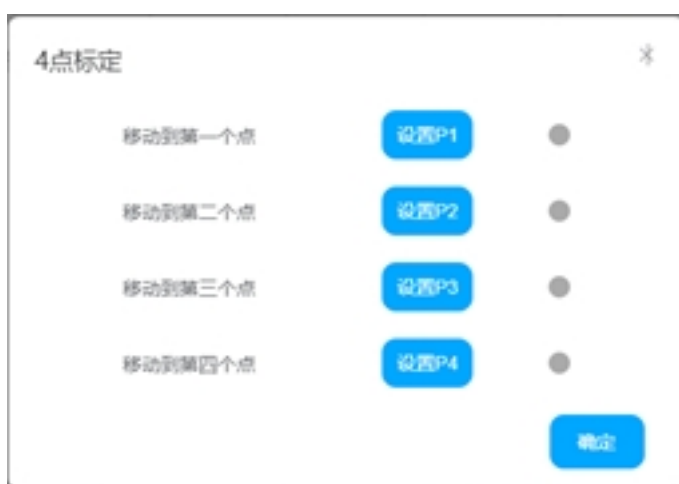 4点标定
移动到第一个点 设置P1
移动到第二个点 设置P2
移动到第三个点 设置P3
移动到第四个点 设置P4
确定